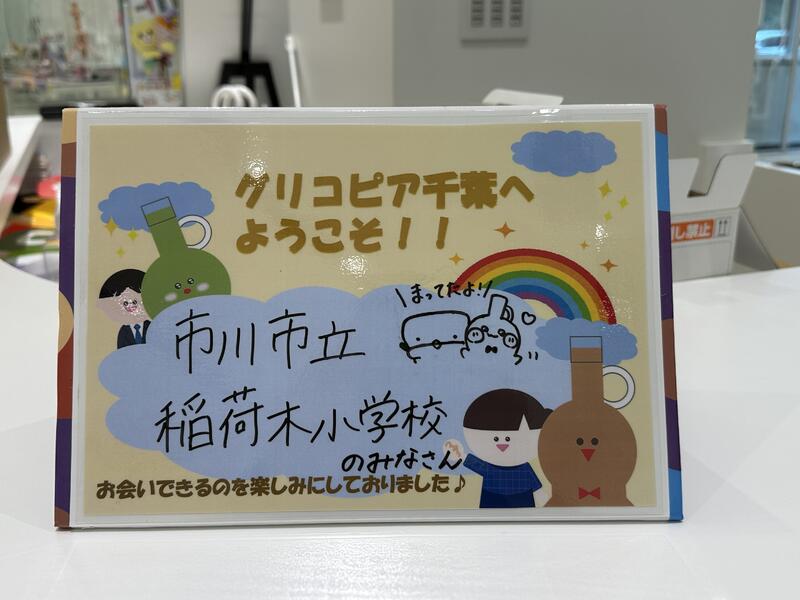 グリコピア千葉へ
ようこそ!!
\まってたよ!/
市川市立
稲荷木小学校
のみなさん
お会いできるのを楽しみにしておりました♪
禁止